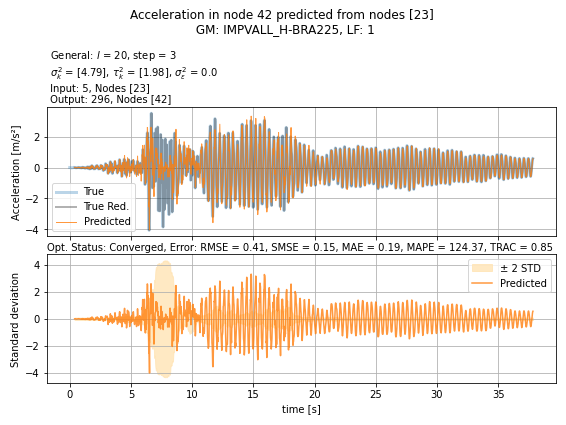 Acceleration in node 42 predicted from nodes [23]
GM: IMPVALL_H-BRA225, LF: 1
General: l = 20, step = 3
σ²ₖ = [4.79], τ²ₖ = [1.98], σ²ε = 0.0
Input: 5, Nodes [23]
Output: 296, Nodes [42]
Acceleration [m/s²]
2
0
−2
−4
True
True Red.
Predicted
Opt. Status: Converged, Error: RMSE = 0.41, SMSE = 0.15, MAE = 0.19, MAPE = 124.37, TRAC = 0.85
Standard deviation
4
2
0
−2
−4
± 2 STD
Predicted
0 5 10 15 20 25 30 35
time [s]